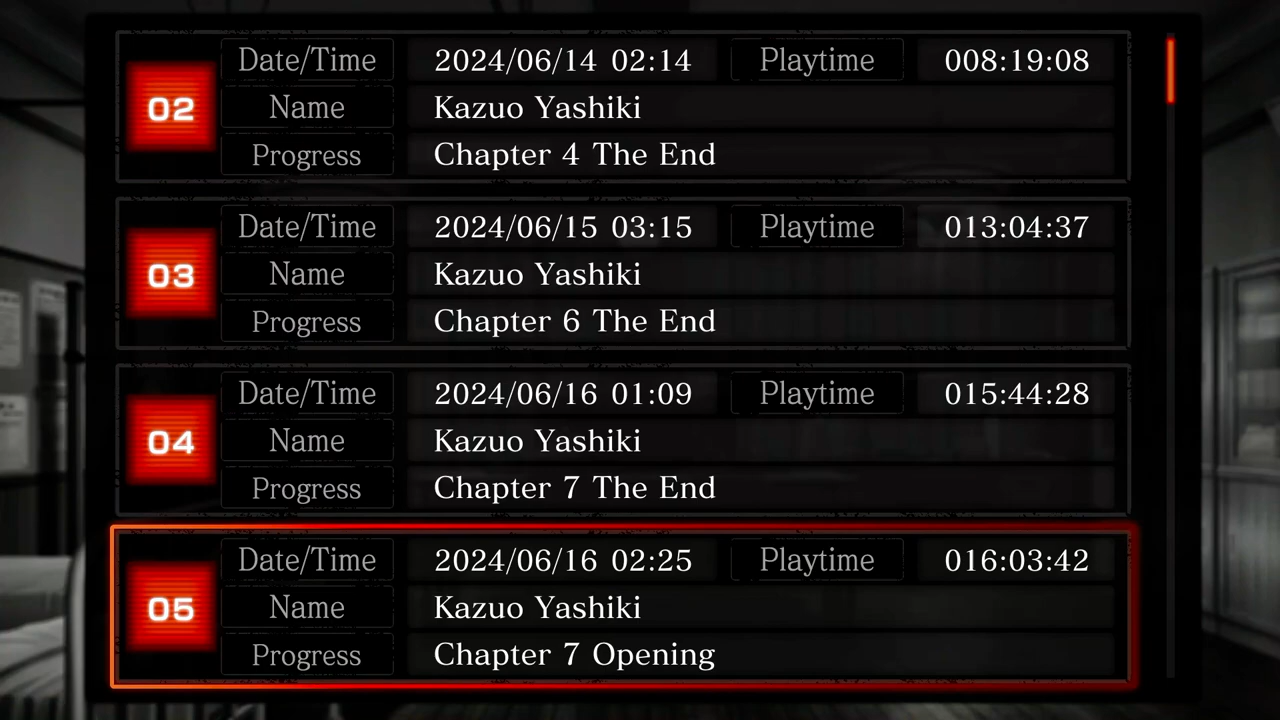 02
Date/Time 2024/06/14 02:14 Playtime 008:19:08
Name Kazuo Yashiki
Progress Chapter 4 The End
03
Date/Time 2024/06/15 03:15 Playtime 013:04:37
Name Kazuo Yashiki
Progress Chapter 6 The End
04
Date/Time 2024/06/16 01:09 Playtime 015:44:28
Name Kazuo Yashiki
Progress Chapter 7 The End
05
Date/Time 2024/06/16 02:25 Playtime 016:03:42
Name Kazuo Yashiki
Progress Chapter 7 Opening